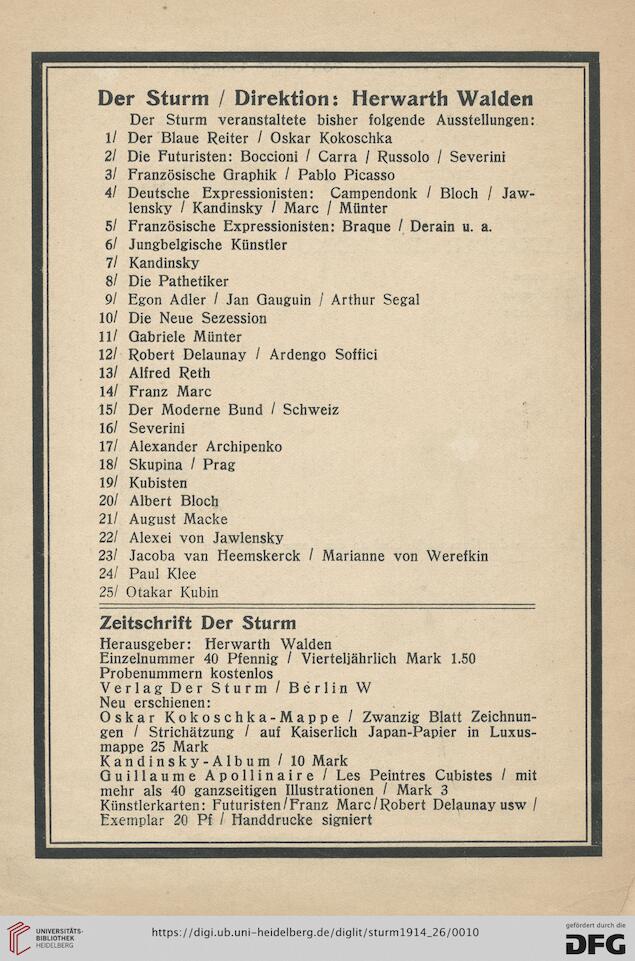 Der Sturm / Direktion: Herwarth Walden
Der Sturm veranstaltete bisher folgende Ausstellungen:
1/ Der Blaue Reiter / Oskar Kokoschka
2/ Die Futuristen: Boccioni / Carra / Russolo / Severini
3/ Französische Graphik / Pablo Picasso
4/ Deutsche Expressionisten: Campendonk / Bloch / Jaw-
lensky / Kandinsky / Marc / Münter
5/ Französische Expressionisten: Braque / Derain u. a.
6/ Jungbelgische Künstler
7/ Kandinsky
8/ Die Pathetiker
9/ Egon Adler / Jan Gauguin / Arthur Segal
10/ Die Neue Sezession
11/ Gabriele Münter
12/ Robert Delaunay / Ardengo Soffici
13/ Alfred Reth
14/ Franz Marc
15/ Der Moderne Bund / Schweiz
16/ Severini
17/ Alexander Archipenko
18/ Skupina / Prag
19/ Kubisten
20/ Albert Bloch
21/ August Macke
22/ Alexei von Jawlensky
23/ Jacoba van Heemskerck / Marianne von Werefkin
24/ Paul Klee
25/ Otakar Kubin
Zeitschrift Der Sturm
Herausgeber: Herwarth Walden
Einzelnummer 40 Pfennig / Vierteljährlich Mark 1.50
Probenummern kostenlos
Verlag Der Sturm / Berlin W
Neu erschienen:
Oskar Kokoschka-Mappe / Zwanzig Blatt Zeichnun-
gen / Strichätzung / auf Kaiserlich Japan-Papier in Luxus-
mappe 25 Mark
Kandinsky-Album / 10 Mark
Guillaume Apollinaire / Les Peintres Cubistes / mit
mehr als 40 ganzseitigen Illustrationen / Mark 3
Künstlerkarten: Futuristen/Franz Marc/Robert Delaunay usw /
Exemplar 20 Pf / Handdrucke signiert
UNIVERSITÄTS-
BIBLIOTHEK
HEIDELBERG
https://digi.ub.uni-heidelberg.de/diglit/sturm1914_26/0010
gefördert durch die
DFG